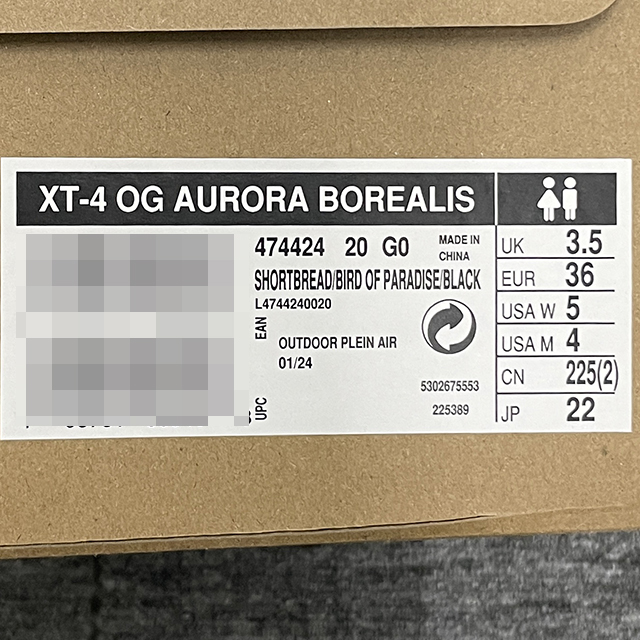 XT-4 OG AURORA BOREALIS
474424 20 G0
MADE IN
CHINA
SHORTBREAD/BIRD OF PARADISE/BLACK
L4744240020
EAN
OUTDOOR PLEIN AIR
01/24
5302675553
UPC
225389
UK 3.5
EUR 36
USA W 5
USA M 4
CN 225(2)
JP 22